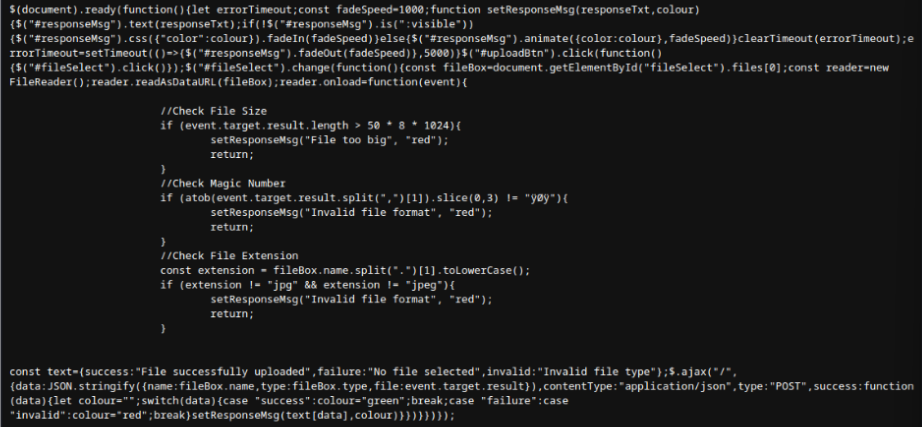 $(document).ready(function(){let errorTimeout;const fadeSpeed=1000;function setResponseMsg(responseTxt,colour)
{$("#responseMsg").text(responseTxt);if(!$("#responseMsg").is(":visible"))
{$("#responseMsg").css({"color":colour}).fadeIn(fadeSpeed)}else{$("#responseMsg").animate({color:colour},fadeSpeed)}clearTimeout(errorTimeout);e
rrorTimeout=setTimeout(()=>{$("#responseMsg").fadeOut(fadeSpeed)},5000)}$("#uploadBtn").click(function()
{$("#fileSelect").click()});$("#fileSelect").change(function(){const fileBox=document.getElementById("fileSelect").files[0];const reader=new
FileReader();reader.readAsDataURL(fileBox);reader.onload=function(event){
//Check File Size
if (event.target.result.length > 50 * 8 * 1024){
setResponseMsg("File too big", "red");
return;
}
//Check Magic Number
if (atob(event.target.result.split(",")[1]).slice(0,3) != "ÿØÿ"){
setResponseMsg("Invalid file format", "red");
return;
}
//Check File Extension
const extension = fileBox.name.split(".")[1].toLowerCase();
if (extension != "jpg" && extension != "jpeg"){
setResponseMsg("Invalid file format", "red");
return;
}
const text={success:"File successfully uploaded",failure:"No file selected",invalid:"Invalid file type"};$.ajax("/",
{data:JSON.stringify({name:fileBox.name,type:fileBox.type,file:event.target.result}),contentType:"application/json",type:"POST",success:function
(data){let colour="";switch(data){case "success":colour="green";break;case "failure":case
"invalid":colour="red";break}setResponseMsg(text[data],colour)}})}})});